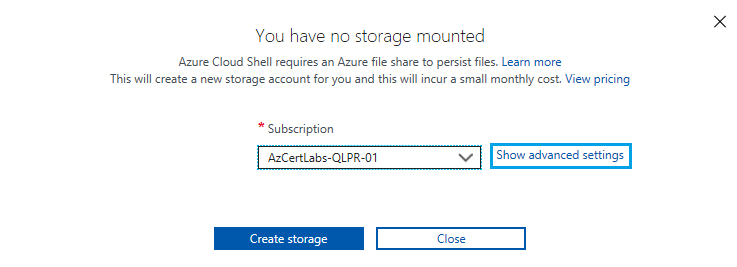 You have no storage mounted
Azure Cloud Shell requires an Azure file share to persist files. Learn more
This will create a new storage account for you and this will incur a small monthly cost. View pricing
* Subscription
AzCertLabs-QLPR-01
Show advanced settings
Create storage
Close